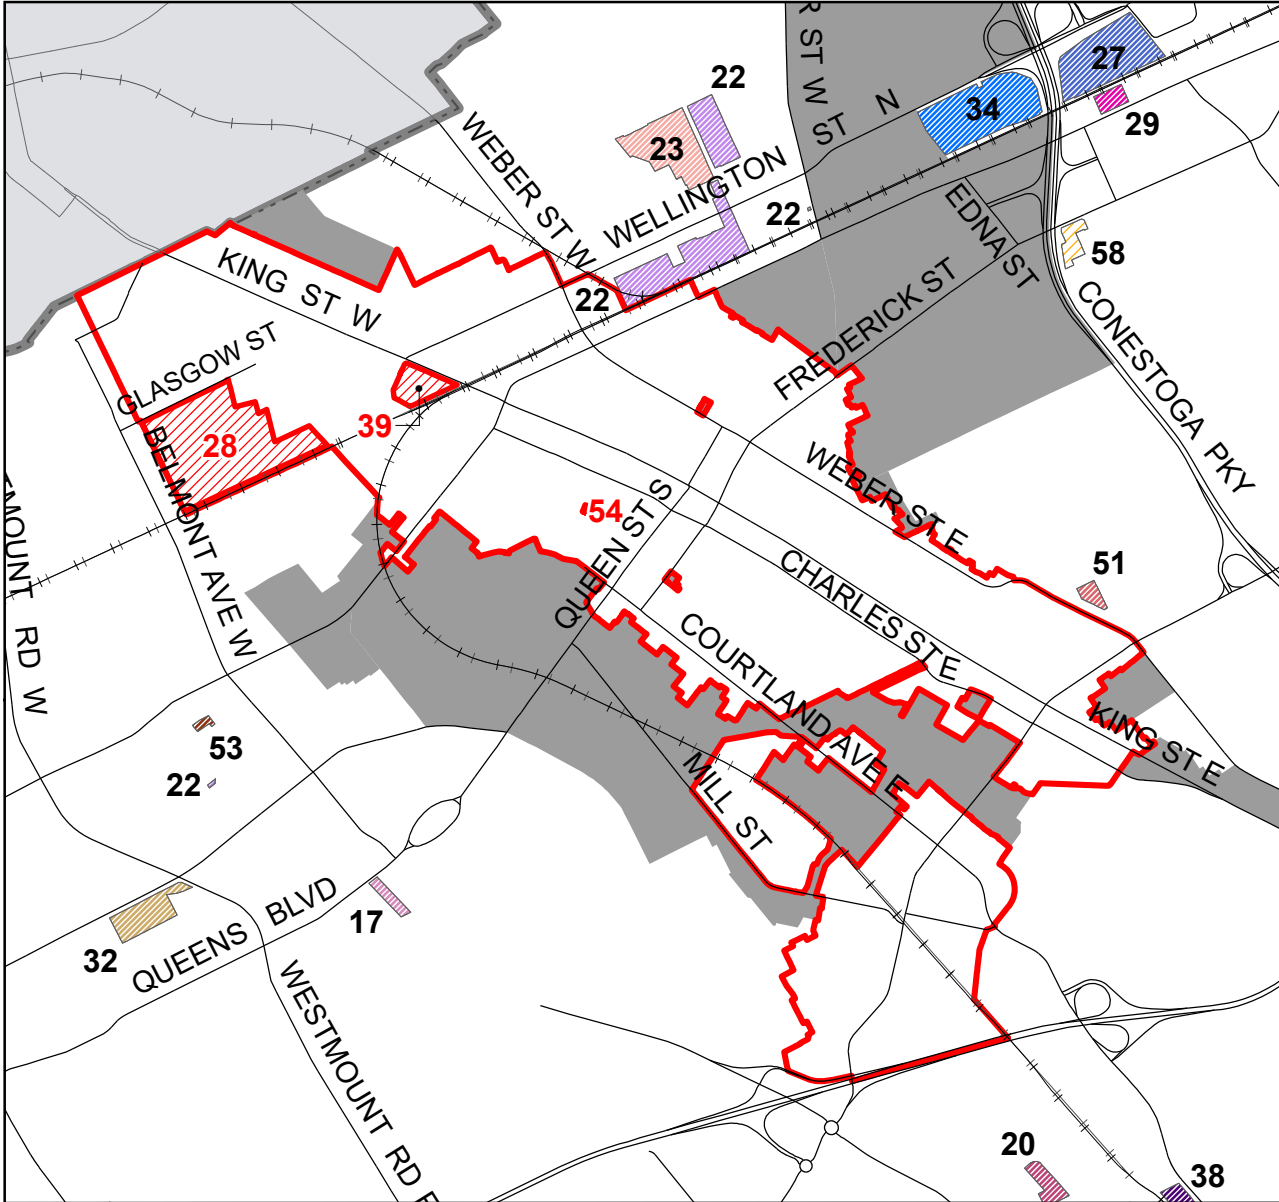 R ST W
27
34
22
29
23
WEBER ST W
WELLINGTON ST N
22
EDNA ST
58
KING ST W
22
FREDERICK ST
CONESTOGA PKY
GLASGOW ST
39
28
BELMONT AVE W
WEBER ST E
54
QUEEN ST S
CHARLES ST E
51
EMOUNT RD W
COURTLAND AVE E
KING ST E
53
22
MILL ST
32
QUEENS BLVD
17
WESTMOUNT RD E
20
38